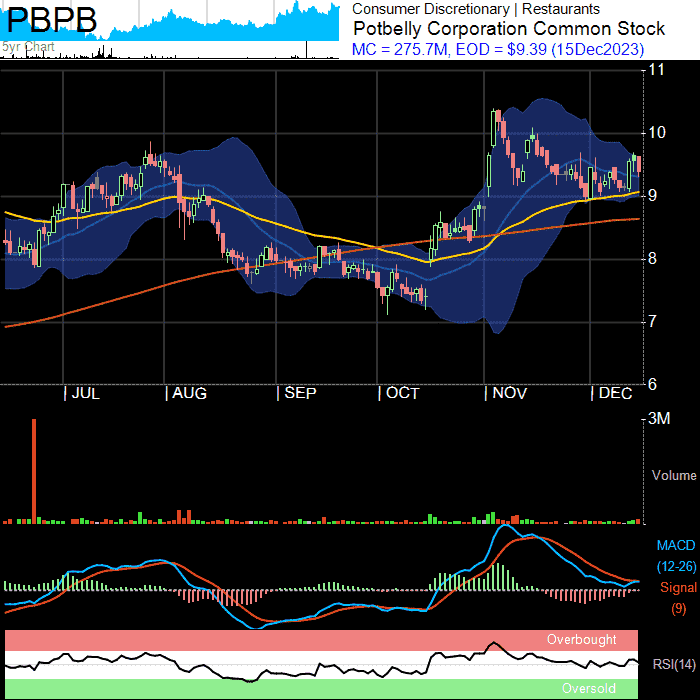 PBPB
5yr Chart
Consumer Discretionary | Restaurants
Potbelly Corporation Common Stock
MC = 275.7M, EOD = $9.39 (15Dec2023)
11
10
9
8
7
6
| JUL | AUG | SEP | OCT | NOV | DEC
3M
Volume
MACD
(12-26)
Signal
(9)
Overbought
RSI(14)
Oversold